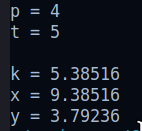 p = 4
t = 5
k = 5.38516
x = 9.38516
y = 3.79236